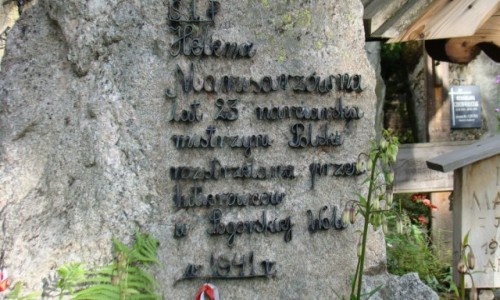 Ś.P.
Helena
Marusarzówna
lat 23 narciarska
mistrzyni Polski
rozstrzelana przez
hitlerowców
w Pogórskiej Woli
w 1941 r.